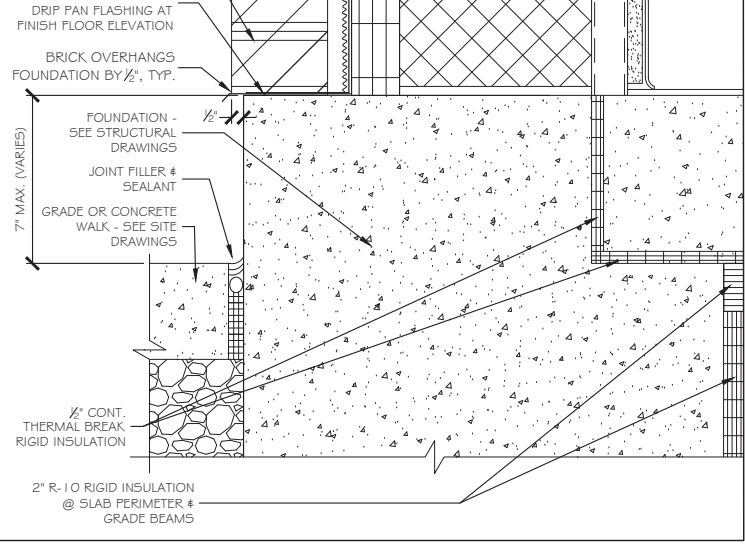 DRIP PAN FLASHING AT
FINISH FLOOR ELEVATION
BRICK OVERHANGS
FOUNDATION BY ½", TYP.
½"
FOUNDATION -
SEE STRUCTURAL
DRAWINGS
7" MAX. (VARIES)
JOINT FILLER &
SEALANT
GRADE OR CONCRETE
WALK - SEE SITE
DRAWINGS
½" CONT.
THERMAL BREAK
RIGID INSULATION
2" R-10 RIGID INSULATION
@ SLAB PERIMETER &
GRADE BEAMS